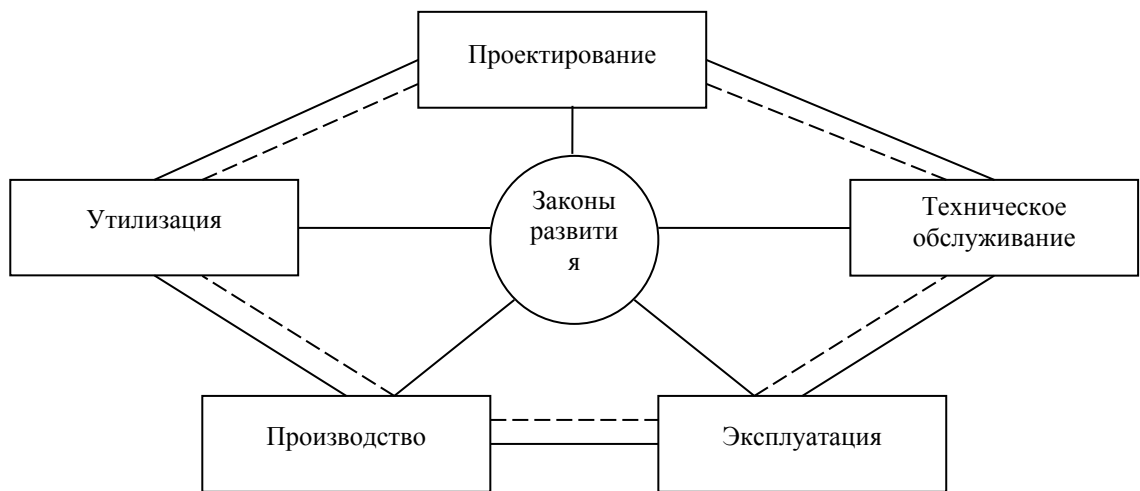 Проектирование
Утилизация
Законы
развити
я
Техническое
обслуживание
Производство
Эксплуатация